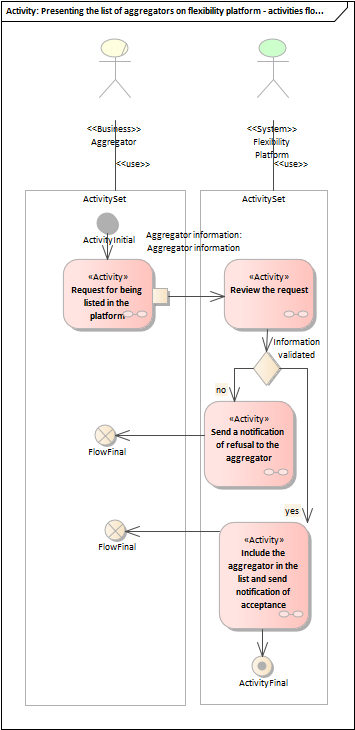 Activity: Presenting the list of aggregators on flexibility platform - activities flo...
<<Business>>
Aggregator
<<System>>
Flexibility
Platform
<<use>>
<<use>>
ActivitySet
ActivitySet
ActivityInitial
Aggregator information:
Aggregator information
«Activity»
Request for being
listed in the
platform
«Activity»
Review the request
Information
validated
no
«Activity»
Send a notification
of refusal to the
aggregator
FlowFinal
yes
«Activity»
Include the
aggregator in the
list and send
notification of
acceptance
FlowFinal
ActivityFinal